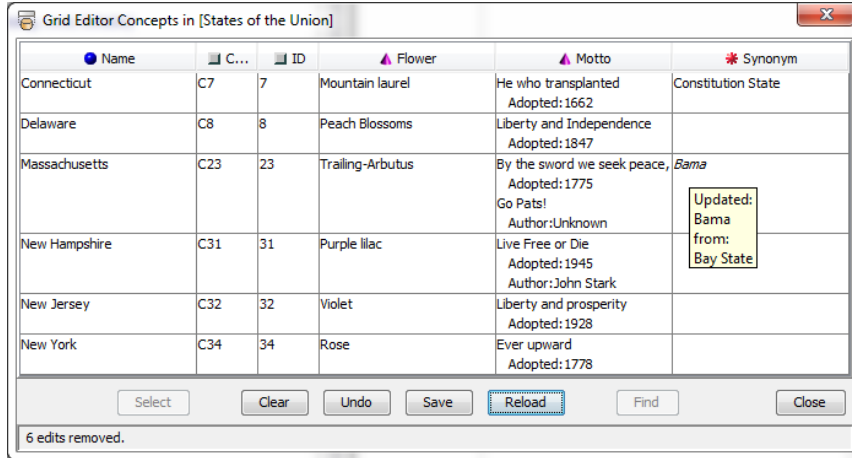 Grid Editor Concepts in [States of the Union]
Name C... ID Flower Motto Synonym
Connecticut C7 7 Mountain laurel He who transplanted Constitution State
Adopted:1662
Delaware C8 8 Peach Blossoms Liberty and Independence
Adopted:1847
Massachusetts C23 23 Trailing-Arbutus By the sword we seek peace, Bama
Adopted:1775
Go Pats!
Author:Unknown
Updated:
Bama
from:
Bay State
New Hampshire C31 31 Purple lilac Live Free or Die
Adopted:1945
Author:John Stark
New Jersey C32 32 Violet Liberty and prosperity
Adopted:1928
New York C34 34 Rose Ever upward
Adopted:1778
Select Clear Undo Save Reload Find Close
6 edits removed.